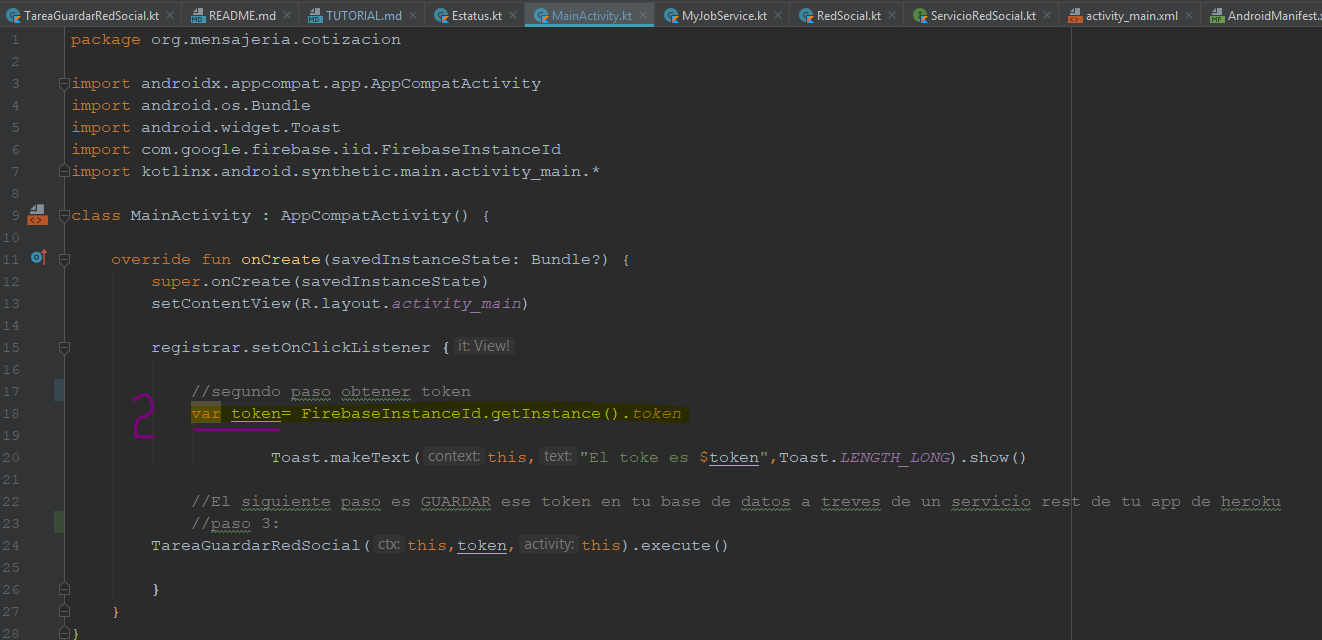 TareaGuardarRedSocial.kt × README.md × TUTORIAL.md × Estatus.kt × MainActivity.kt × MyJobService.kt × RedSocial.kt × ServicioRedSocial.kt × activity_main.xml × AndroidManifest.x
1 package org.mensajeria.cotizacion
2
3 import androidx.appcompat.app.AppCompatActivity
4 import android.os.Bundle
5 import android.widget.Toast
6 import com.google.firebase.iid.FirebaseInstanceId
7 import kotlinx.android.synthetic.main.activity_main.*
8
9 class MainActivity : AppCompatActivity() {
10
11 override fun onCreate(savedInstanceState: Bundle?) {
12 super.onCreate(savedInstanceState)
13 setContentView(R.layout.activity_main)
14
15 registrar.setOnClickListener { it: View!
16
17 //segundo paso obtener token
2
18 var token= FirebaseInstanceId.getInstance().token
19
20 Toast.makeText( context: this, text: "El toke es $token",Toast.LENGTH_LONG).show()
21
22 //El siguiente paso es GUARDAR ese token en tu base de datos a treves de un servicio rest de tu app de heroku
23 //paso 3:
24 TareaGuardarRedSocial( ctx: this,token, activity: this).execute()
25
26 }
27 }
28 }